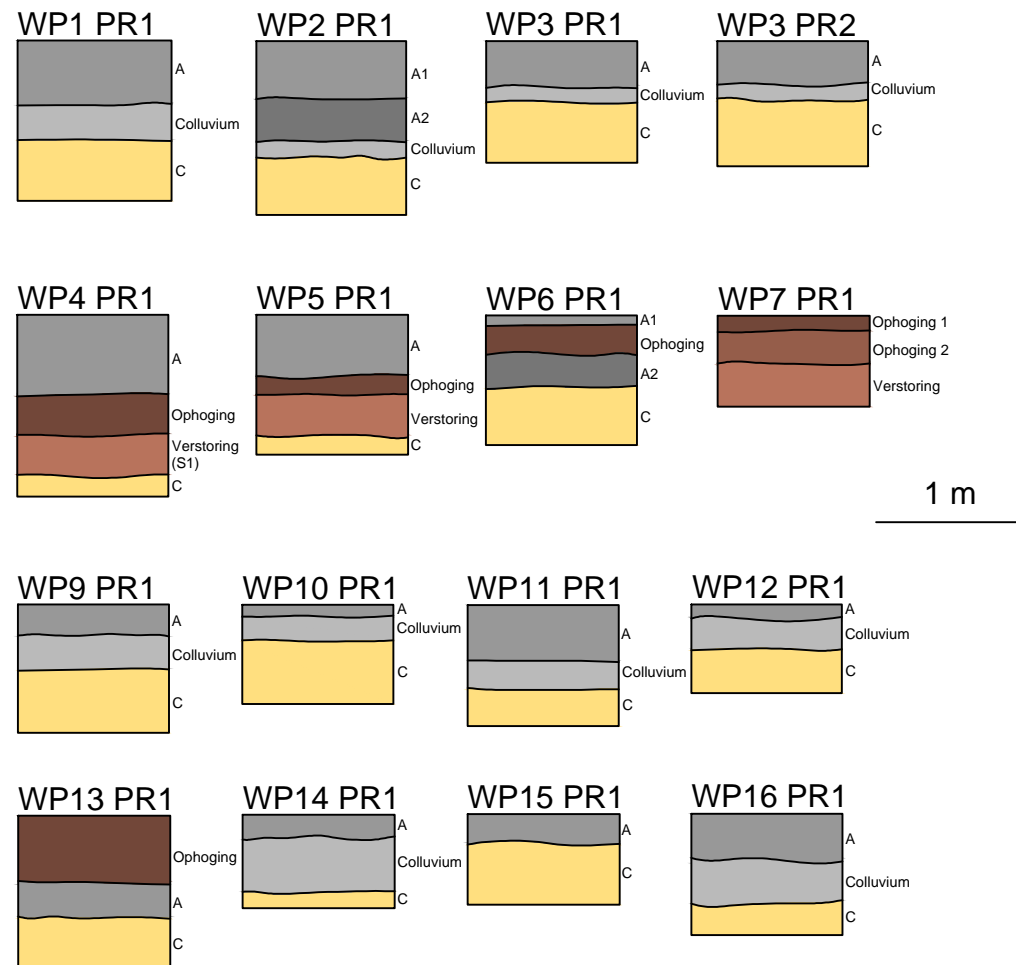 WP1 PR1
A
Colluvium
C
WP2 PR1
A1
A2
Colluvium
C
WP3 PR1
A
Colluvium
C
WP3 PR2
A
Colluvium
C
WP4 PR1
A
Ophoging
Verstoring
(S1)
C
WP5 PR1
A
Ophoging
Verstoring
C
WP6 PR1
A1
Ophoging
A2
C
WP7 PR1
Ophoging 1
Ophoging 2
Verstoring
1 m
WP9 PR1
A
Colluvium
C
WP10 PR1
A
Colluvium
C
WP11 PR1
A
Colluvium
C
WP12 PR1
A
Colluvium
C
WP13 PR1
Ophoging
A
C
WP14 PR1
A
Colluvium
C
WP15 PR1
A
C
WP16 PR1
A
Colluvium
C